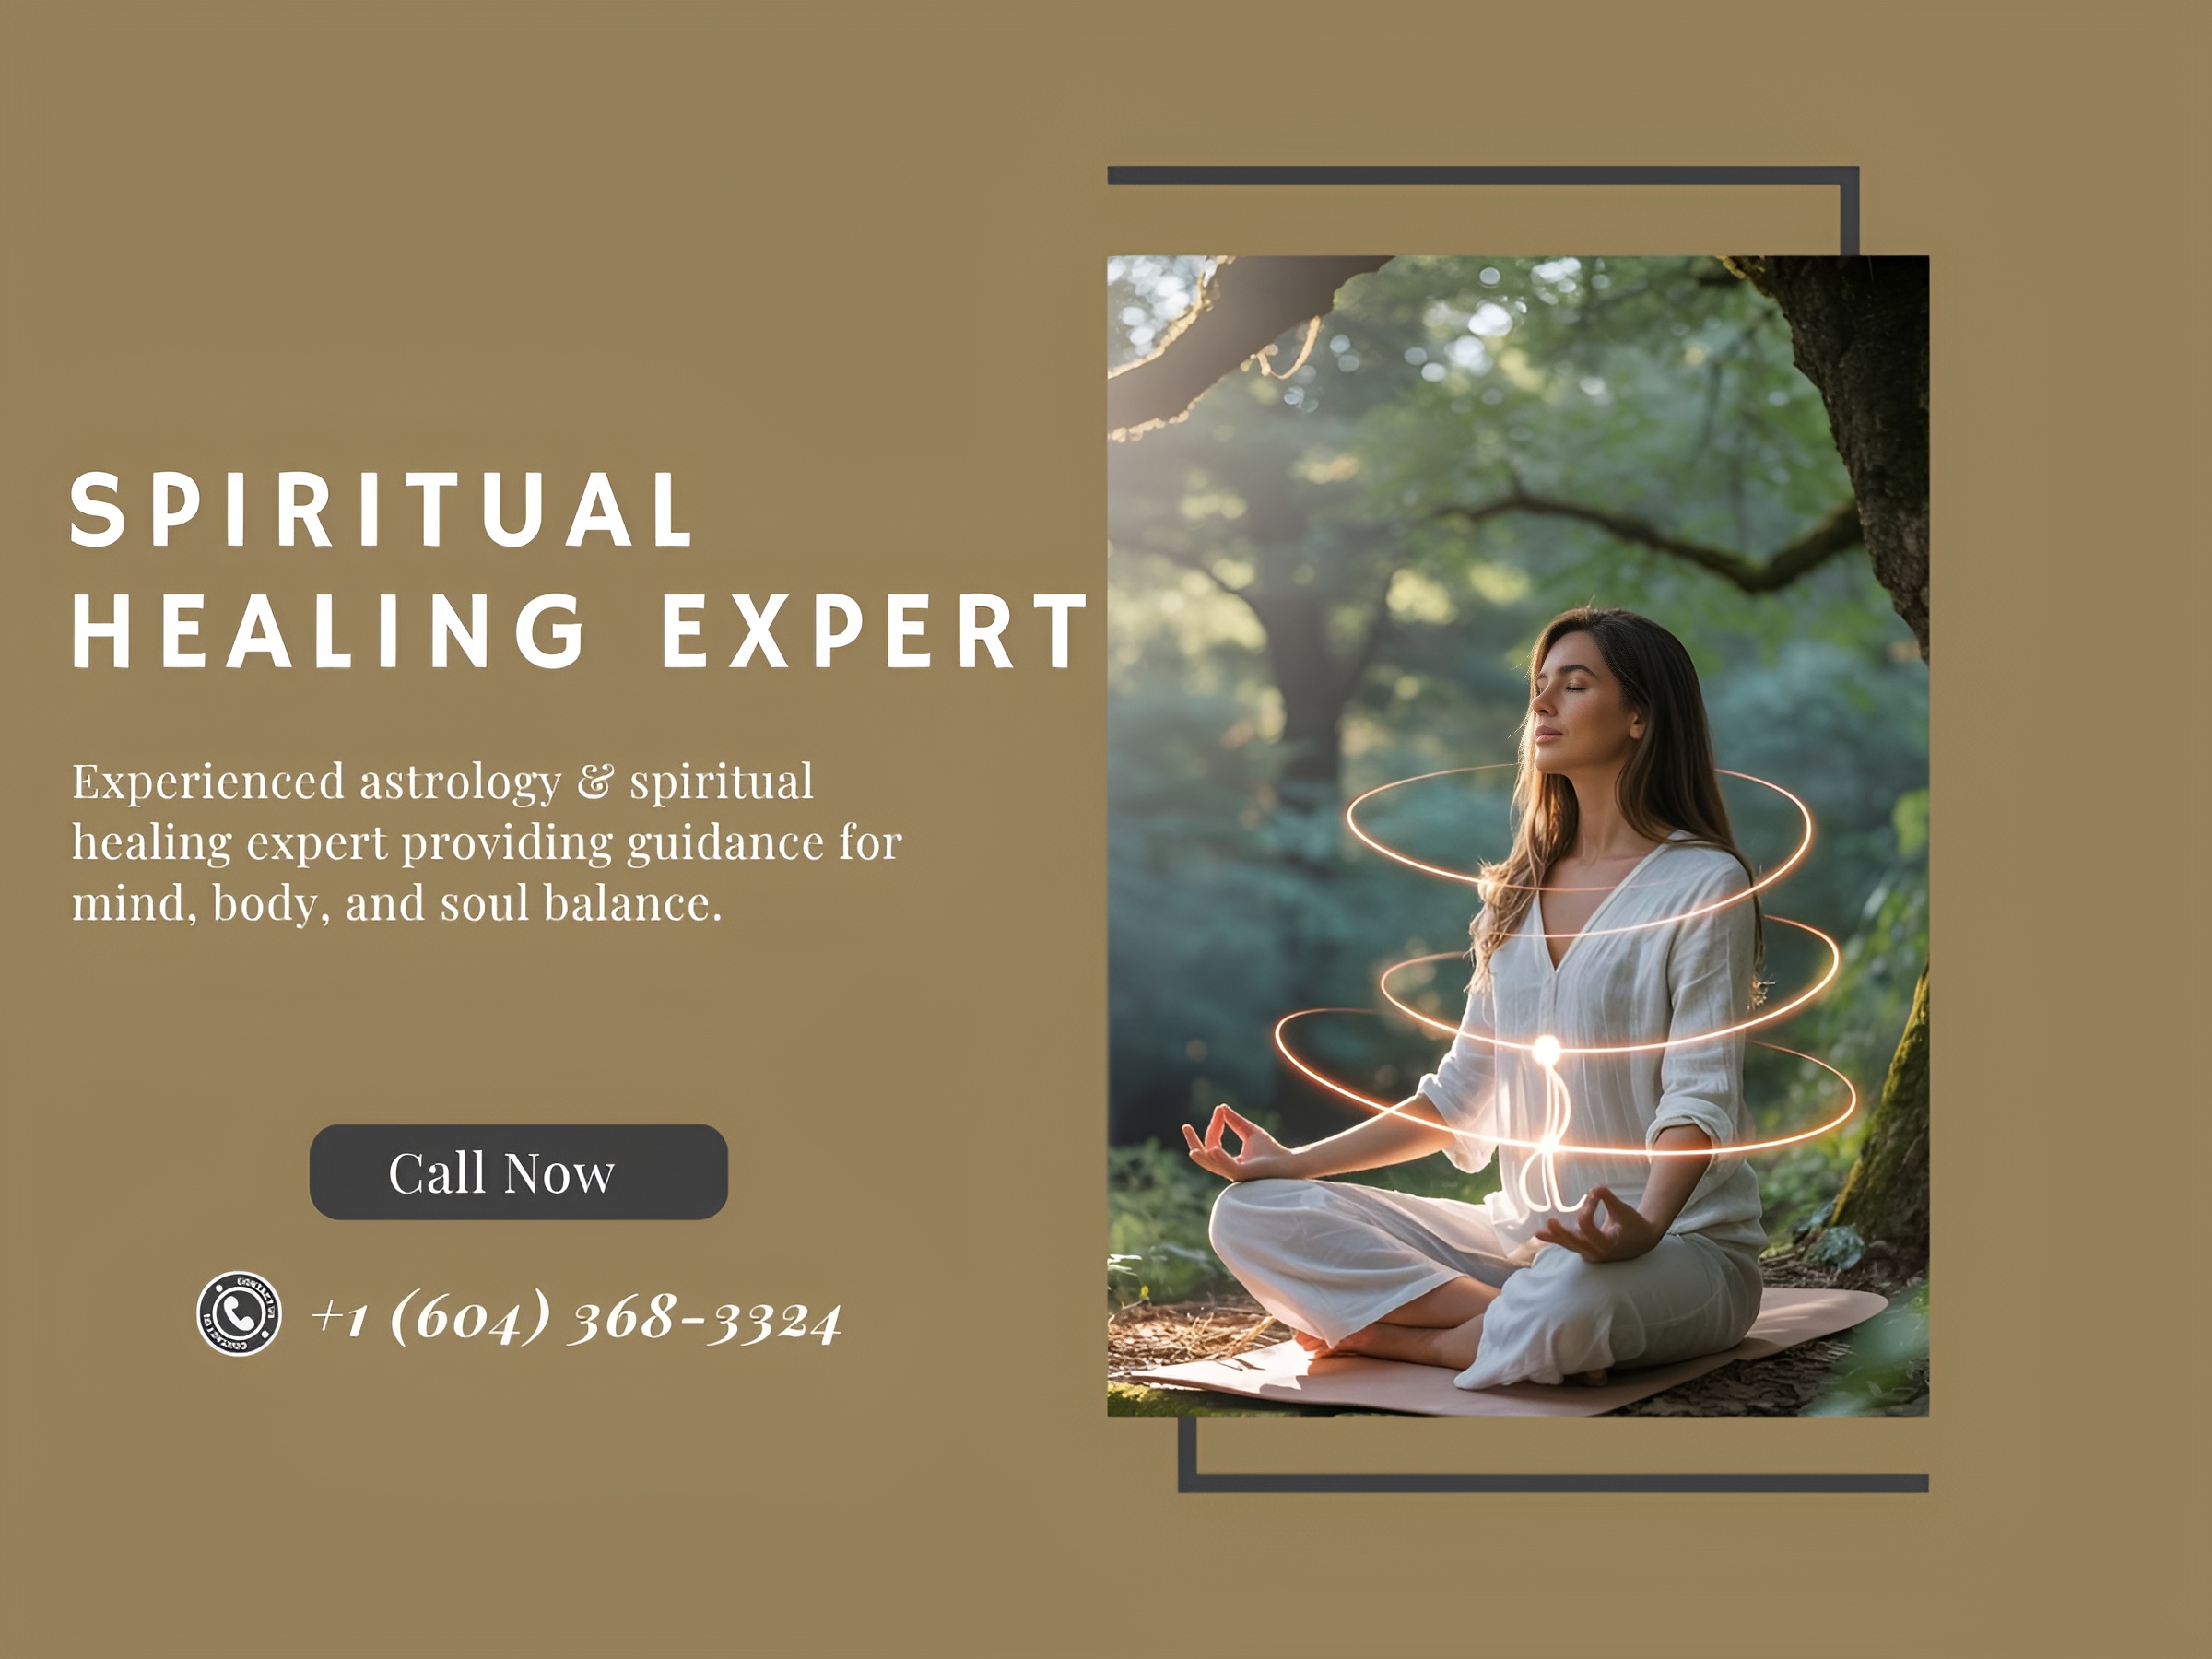 SPIRITUAL
HEALING EXPERT
Experienced astrology & spiritual
healing expert providing guidance for
mind, body, and soul balance.
Call Now
+1 (604) 368-3324